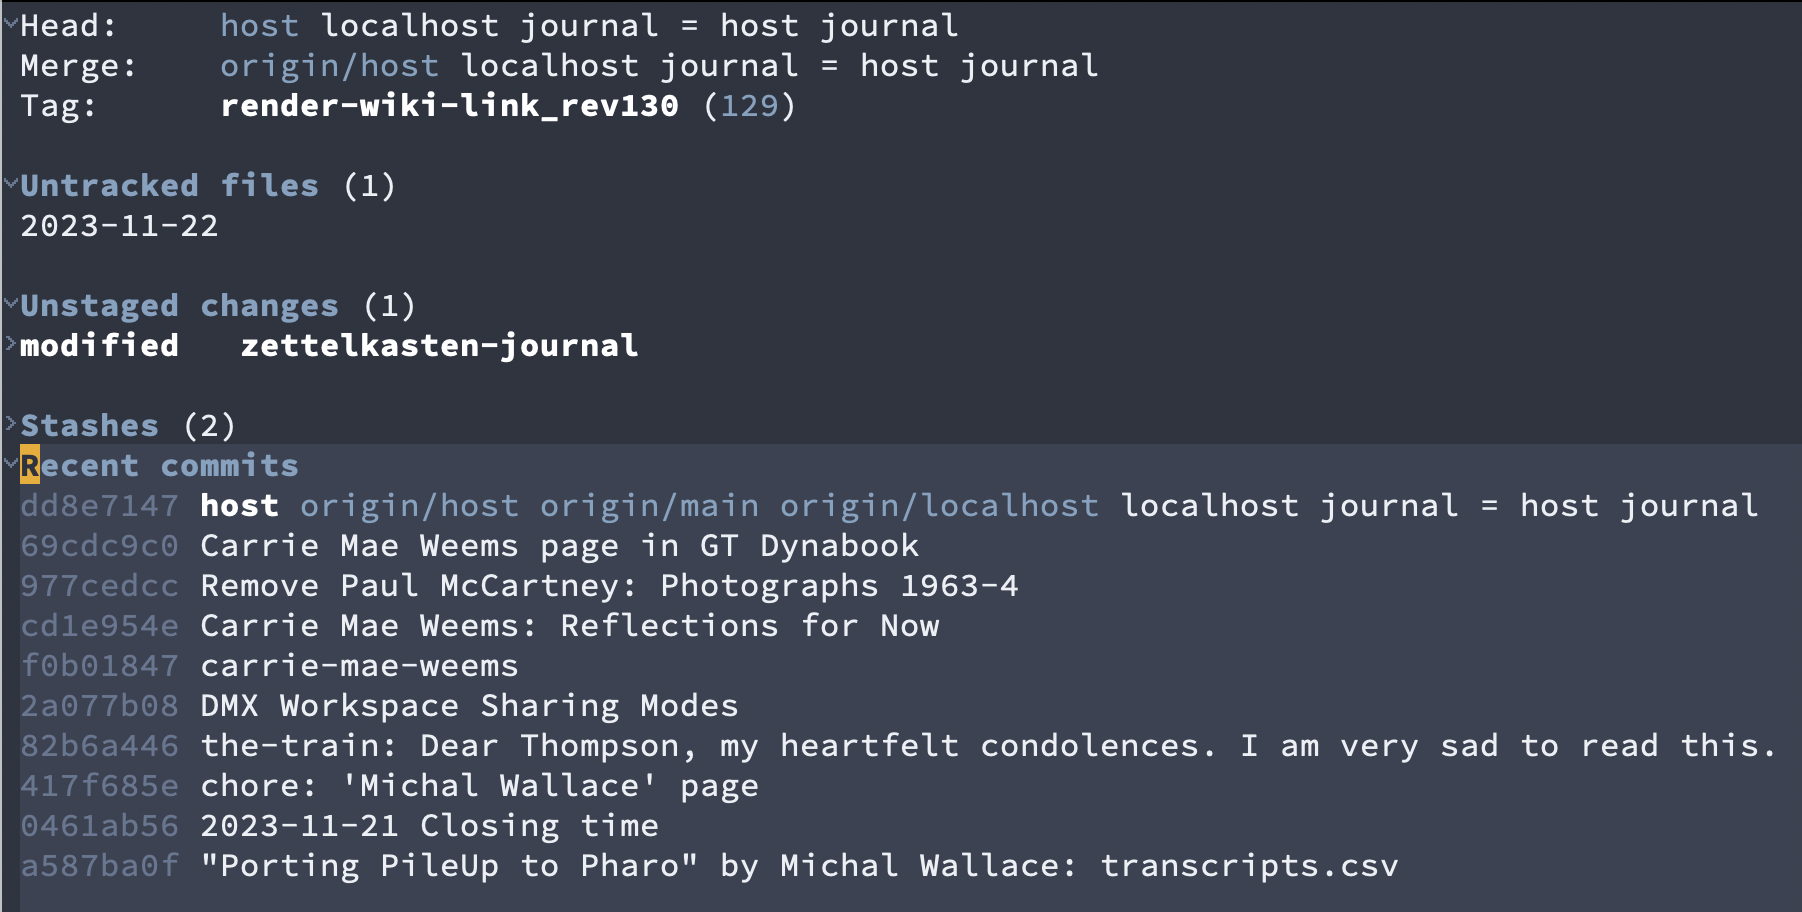 Head: host localhost journal = host journal
Merge: origin/host localhost journal = host journal
Tag: render-wiki-link_rev130 (129)
Untracked files (1)
2023-11-22
Unstaged changes (1)
modified zettelkasten-journal
Stashes (2)
Recent commits
dd8e7147 host origin/host origin/main origin/localhost localhost journal = host journal
69cdc9c0 Carrie Mae Weems page in GT Dynabook
977cedcc Remove Paul McCartney: Photographs 1963-4
cd1e954e Carrie Mae Weems: Reflections for Now
f0b01847 carrie-mae-weems
2a077b08 DMX Workspace Sharing Modes
82b6a446 the-train: Dear Thompson, my heartfelt condolences. I am very sad to read this.
417f685e chore: 'Michal Wallace' page
0461ab56 2023-11-21 Closing time
a587ba0f "Porting PileUp to Pharo" by Michal Wallace: transcripts.csv